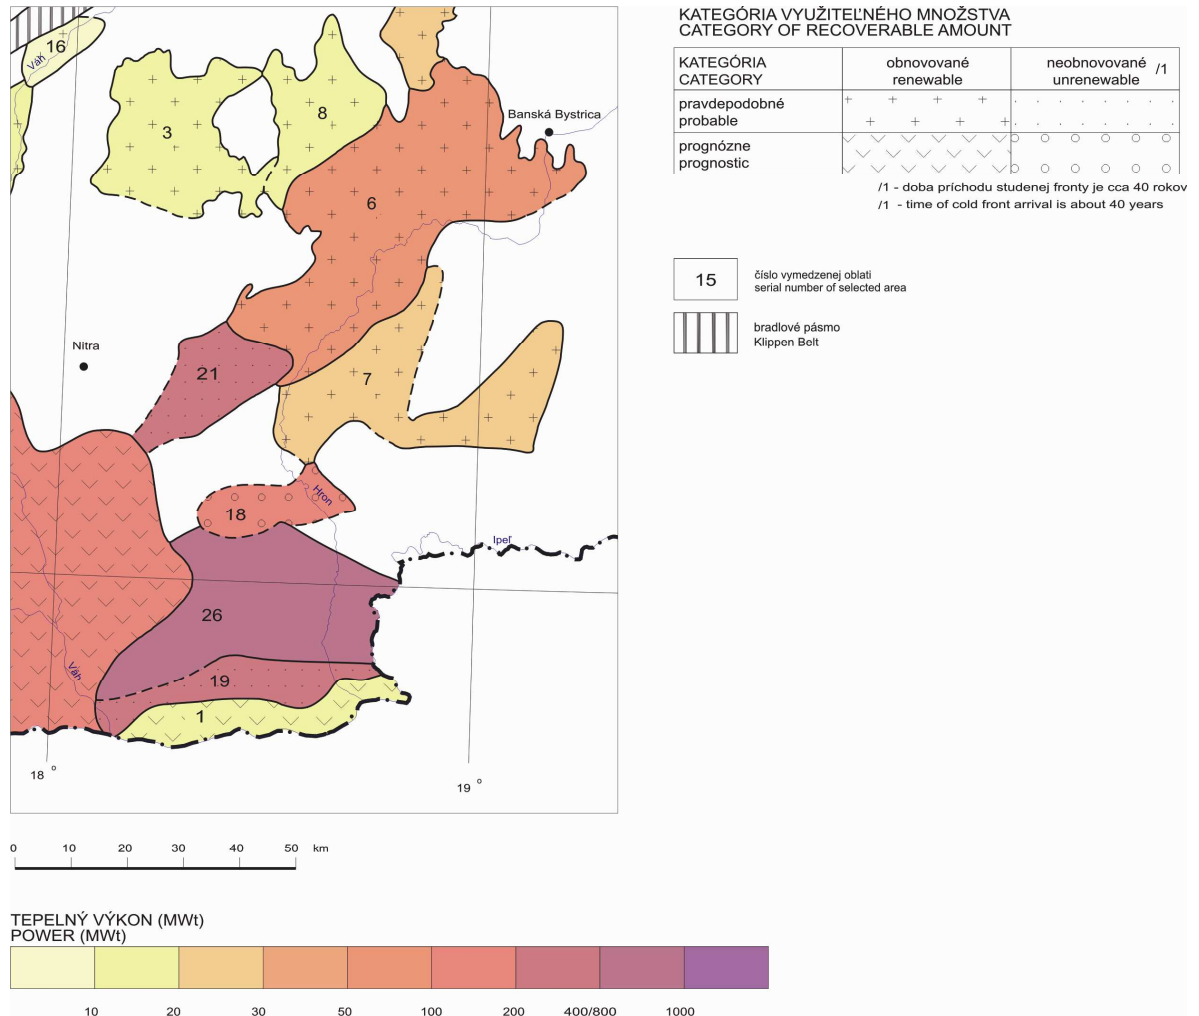 KATEGÓRIA VYUŽITEĽNÉHO MNOŽSTVA
CATEGORY OF RECOVERABLE AMOUNT
KATEGÓRIA
CATEGORY
obnovované
renewable
neobnovované
unrenewable
/1
pravdepodobné
probable
prognózne
prognostic
/1 - doba príchodu studenej fronty je cca 40 rokov
/1 - time of cold front arrival is about 40 years
15
číslo vymedzenej oblati
serial number of selected area
bradlové pásmo
Klippen Belt
16
Váh
3
8
Banská Bystrica
6
Nitra
21
7
Hron
18
Ipeľ
26
Váh
19
1
18 o
19 o
0 10 20 30 40 50 km
TEPELNÝ VÝKON (MWt)
POWER (MWt)
10 20 30 50 100 200 400/800 1000